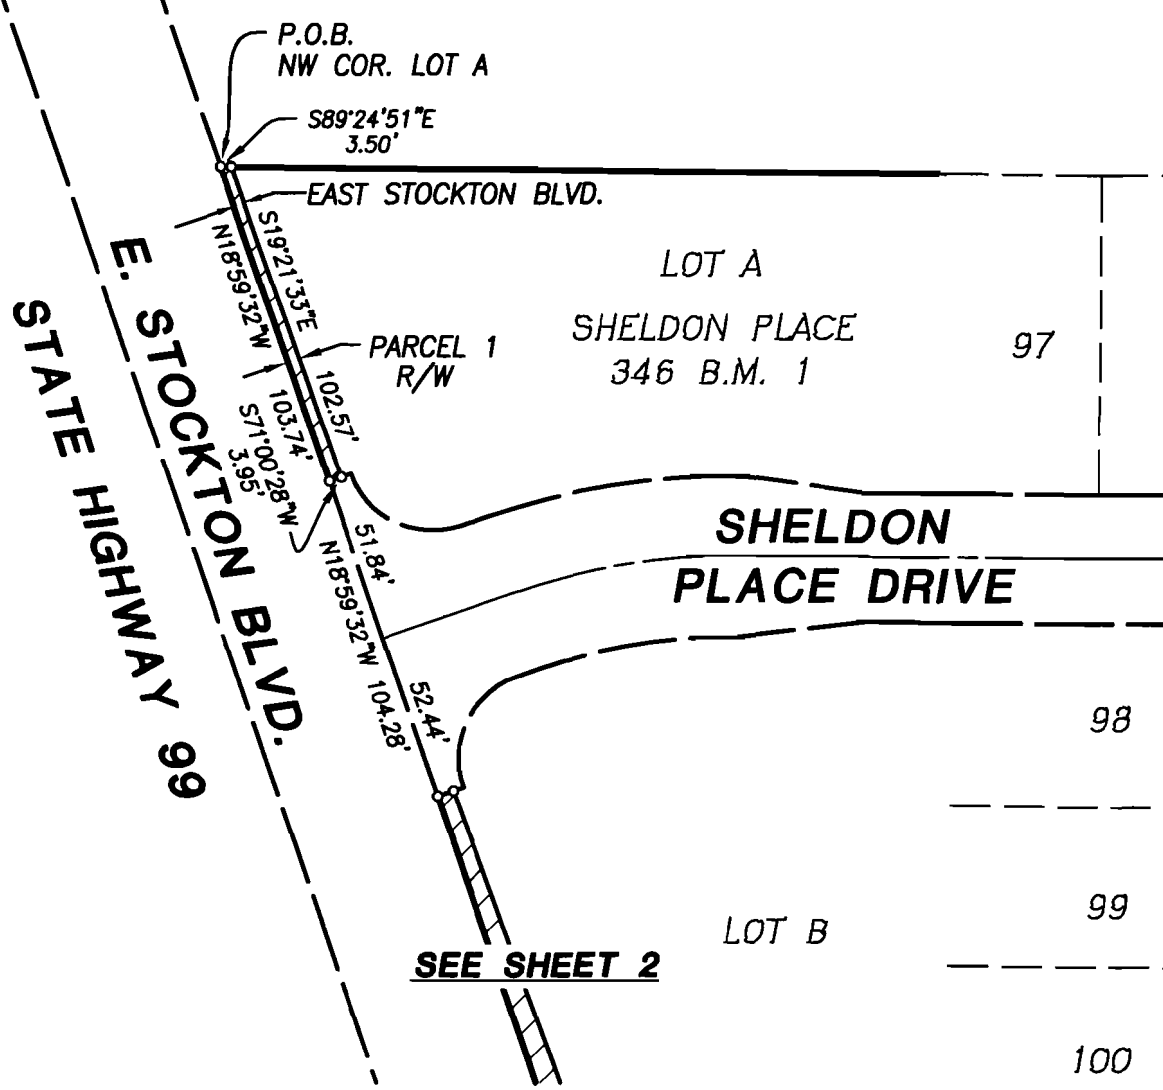 P.O.B.
NW COR. LOT A
S89°24'51"E
3.50'
EAST STOCKTON BLVD.
S19°21'33"E
102.57'
N18°59'32"W
103.74'
PARCEL 1
R/W
S71°00'28"W
3.95'
LOT A
SHELDON PLACE
346 B.M. 1
97
E. STOCKTON BLVD.
STATE HIGHWAY 99
51.84'
N18°59'32"W 104.28'
52.44'
SHELDON
PLACE DRIVE
98
99
LOT B
SEE SHEET 2
100